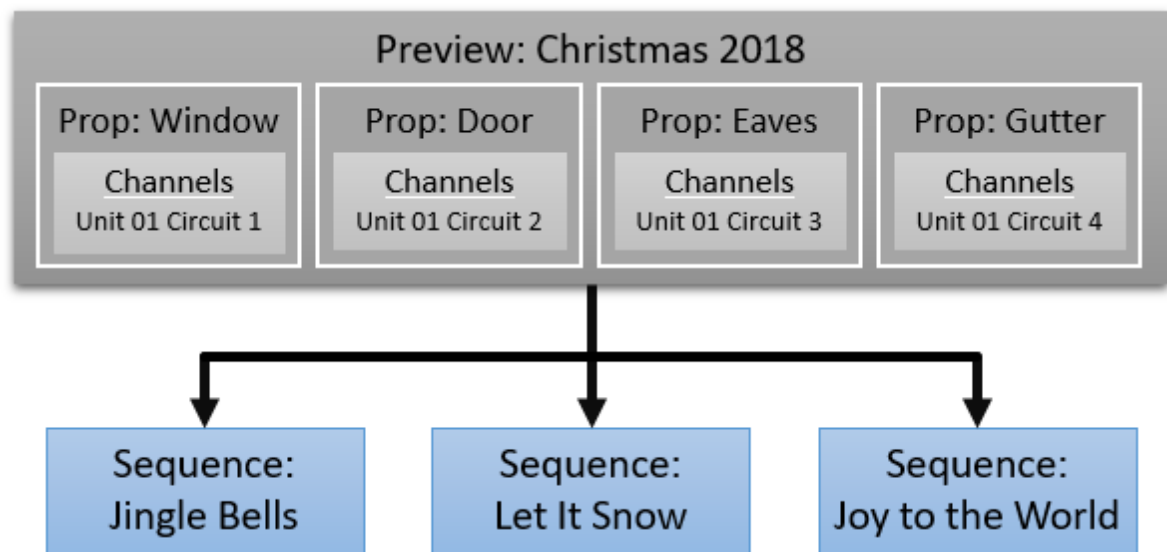 Preview: Christmas 2018
Prop: Window
Channels
Unit 01 Circuit 1
Prop: Door
Channels
Unit 01 Circuit 2
Prop: Eaves
Channels
Unit 01 Circuit 3
Prop: Gutter
Channels
Unit 01 Circuit 4
Sequence:
Jingle Bells
Sequence:
Let It Snow
Sequence:
Joy to the World